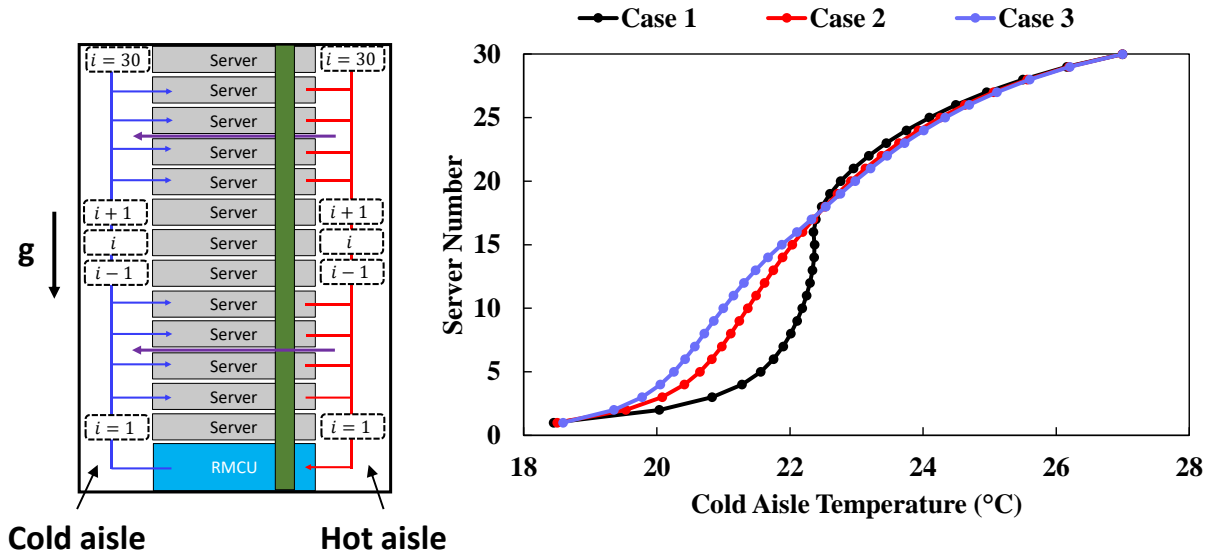 i = 30
Server
i = 30
Server
Server
Server
Server
i + 1
Server
i + 1
g
i
Server
i
i − 1
Server
i − 1
Server
Server
Server
Server
i = 1
Server
i = 1
RMCU
Cold aisle
Hot aisle
Case 1
Case 2
Case 3
Server Number
30
25
20
15
10
5
0
18
20
22
24
26
28
Cold Aisle Temperature (°C)